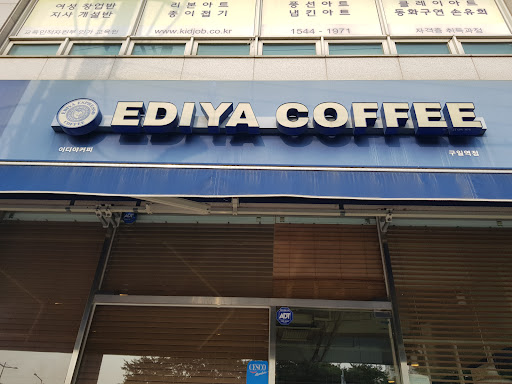 여성 창업반 리본아트 풍선아트 클레이아트
지사 개설반 종이접기 냅킨아트 동화구연 손유희
www.kidjob.co.kr 1544 - 1971 자격증 취득과정
EDIYA COFFEE
이디야커피 구일역점
ADT
ADT
CESCO